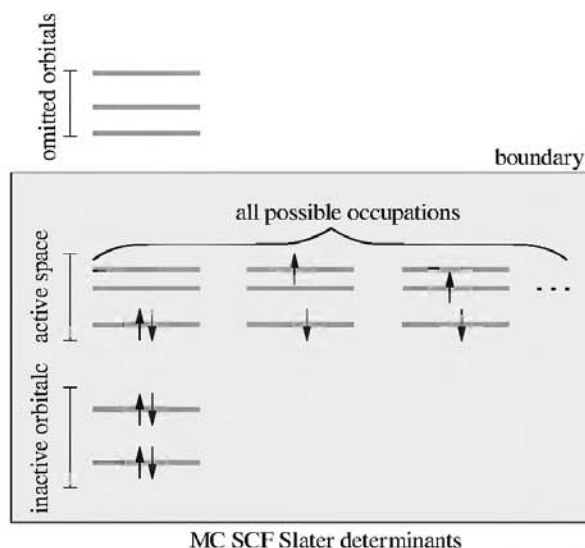 omitted orbitals
boundary
all possible occupations
active space
...
inactive orbitalc
MC SCF Slater determinants